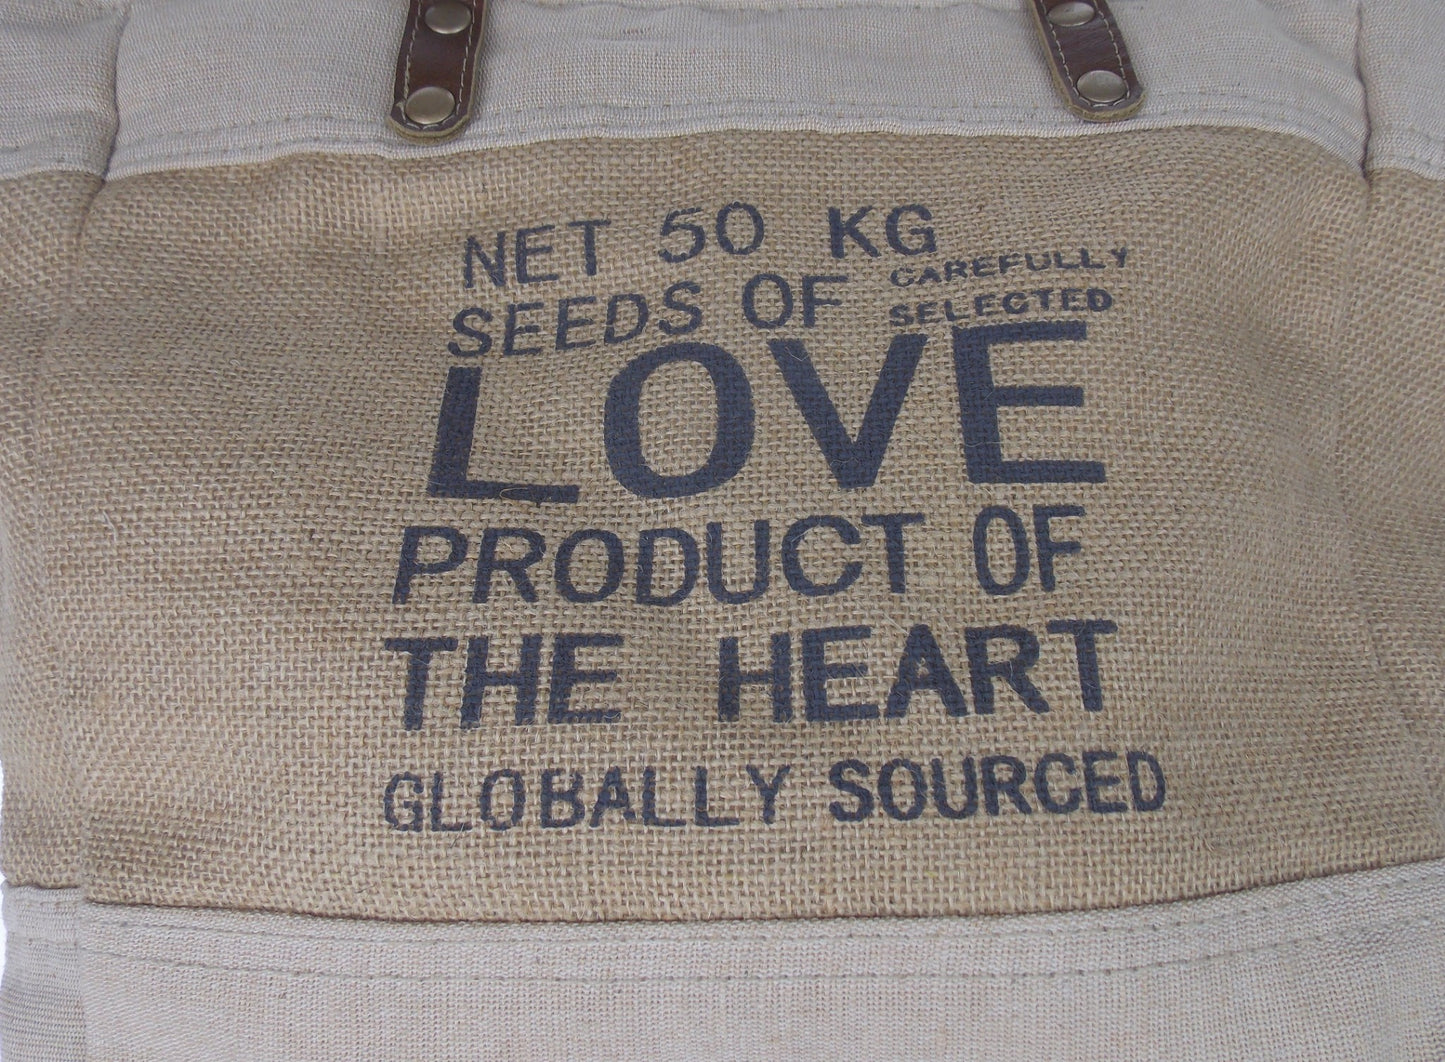 NET 50 KG
SEEDS OF CAREFULLY
SELECTED
LOVE
PRODUCT OF
THE HEART
GLOBALLY SOURCED